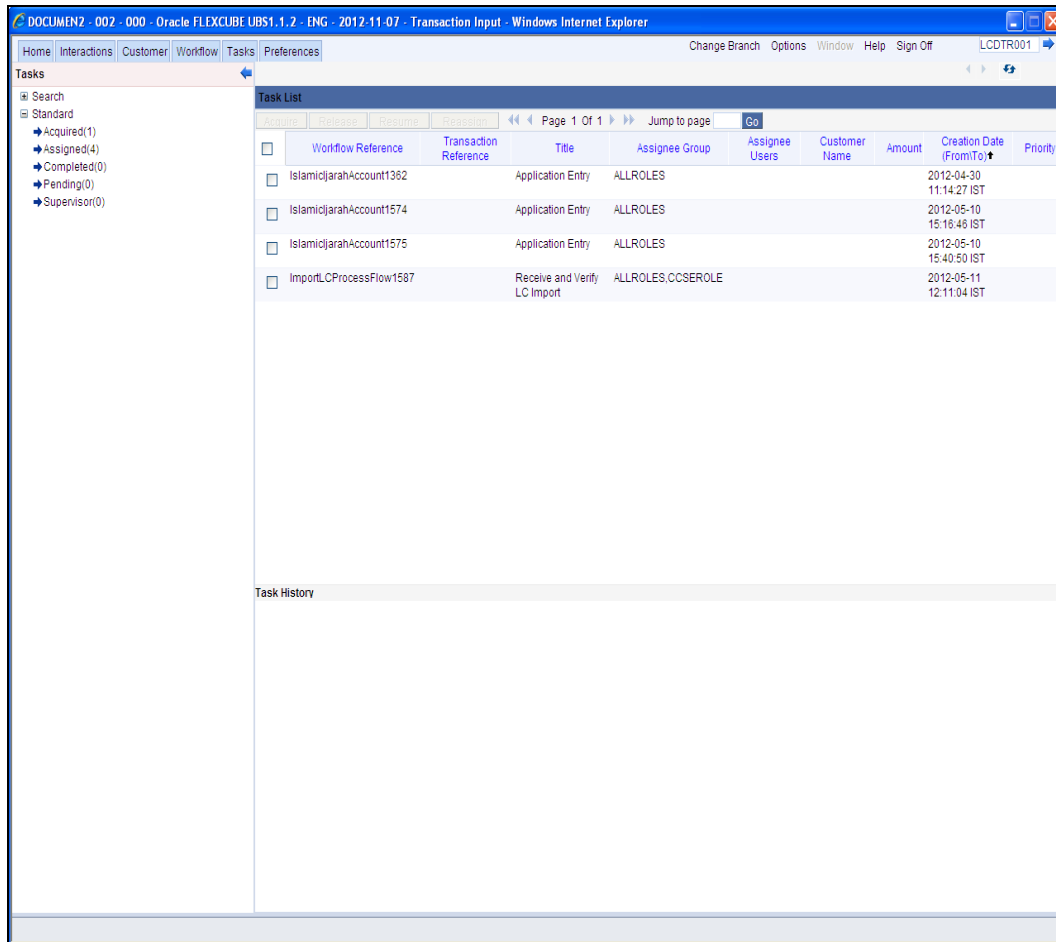 DOCUMEN2 - 002 - 000 - Oracle FLEXCUBE UBS1.1.2 - ENG - 2012-11-07 - Transaction Input - Windows Internet Explorer
Home Interactions Customer Workflow Tasks Preferences Change Branch Options Window Help Sign Off LCDTR001
Tasks
Search
Standard
Acquired(1)
Assigned(4)
Completed(0)
Pending(0)
Supervisor(0)
Task List
Acquire Release Resume Reassign Page 1 Of 1 Jump to page Go
Workflow Reference Transaction Reference Title Assignee Group Assignee Users Customer Name Amount Creation Date (From\To) Priority
IslamicIjarahAccount1362 Application Entry ALLROLES 2012-04-30 11:14:27 IST
IslamicIjarahAccount1574 Application Entry ALLROLES 2012-05-10 15:16:46 IST
IslamicIjarahAccount1575 Application Entry ALLROLES 2012-05-10 15:40:50 IST
ImportLCProcessFlow1587 Receive and Verify LC Import ALLROLES,CCSEROLE 2012-05-11 12:11:04 IST
Task History